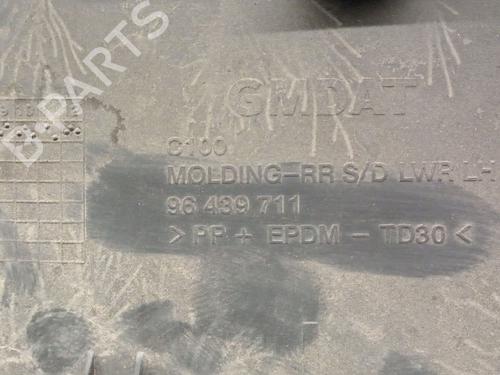 B-PARTS
GMDAT
C100
MOLDING-RR S/D LWR LH
96 439 711
> PP + EPDM - TD30 <